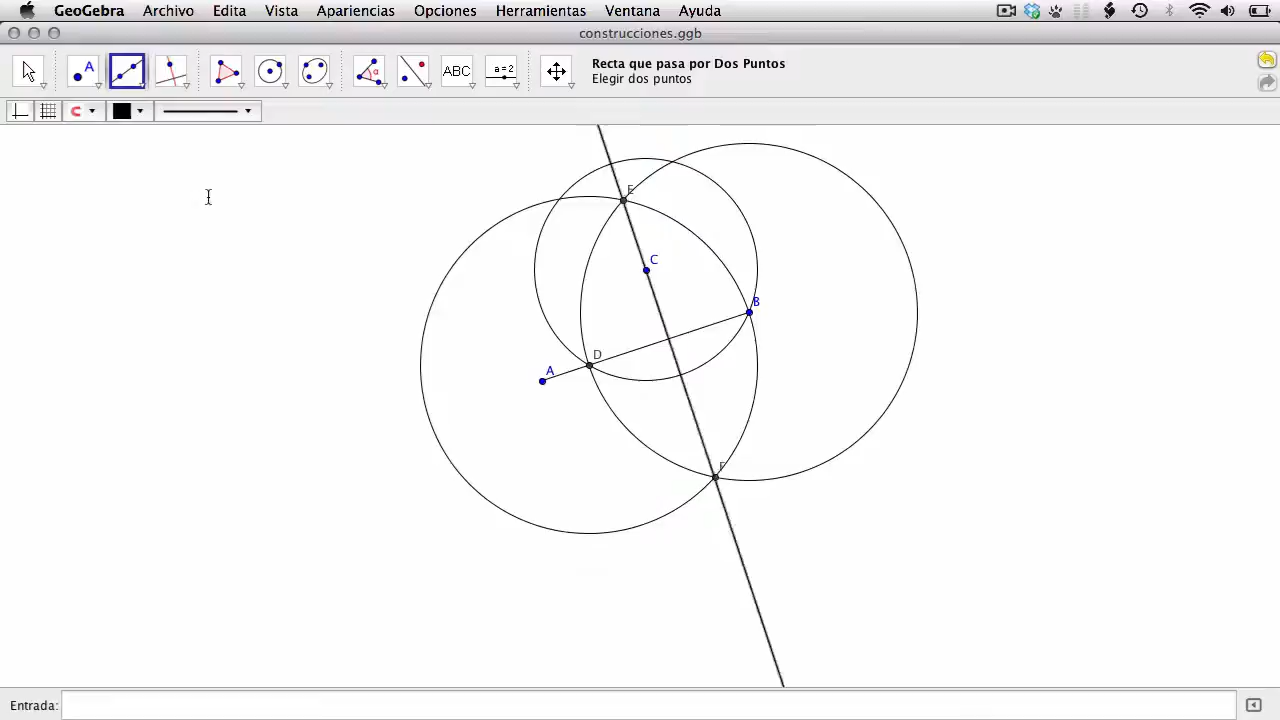 GeoGebra Archivo Edita Vista Apariencias Opciones Herramientas Ventana Ayuda
construcciones.ggb
A
α
ABC
a=2
Recta que pasa por Dos Puntos
Elegir dos puntos
E
C
B
D
A
F
Entrada: